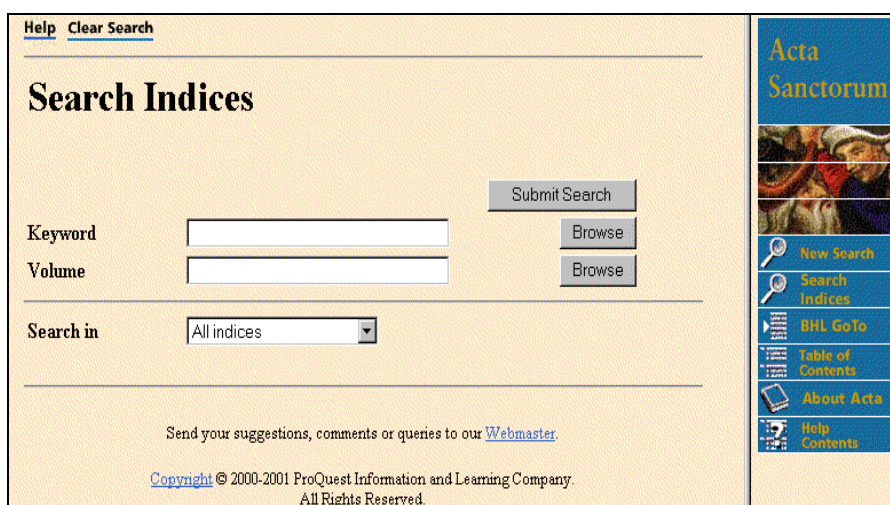 Help Clear Search
Search Indices
Submit Search
Keyword Browse
Volume Browse
Search in All indices
Send your suggestions, comments or queries to our Webmaster.
Copyright © 2000-2001 ProQuest Information and Learning Company.
All Rights Reserved.
Acta
Sanctorum
New Search
Search
Indices
BHL GoTo
Table of
Contents
About Acta
Help
Contents